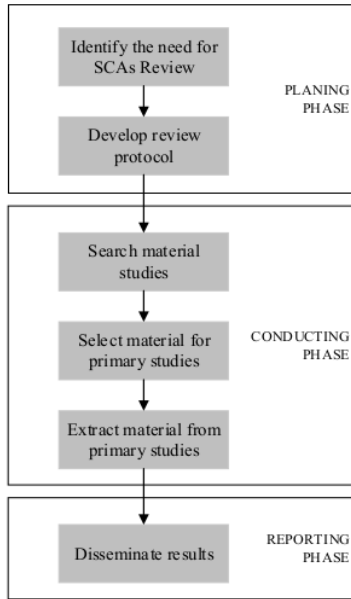 Identify the need for
SCAs Review
PLANING
PHASE
Develop review
protocol
Search material
studies
Select material for
primary studies
CONDUCTING
PHASE
Extract material from
primary studies
Disseminate results
REPORTING
PHASE